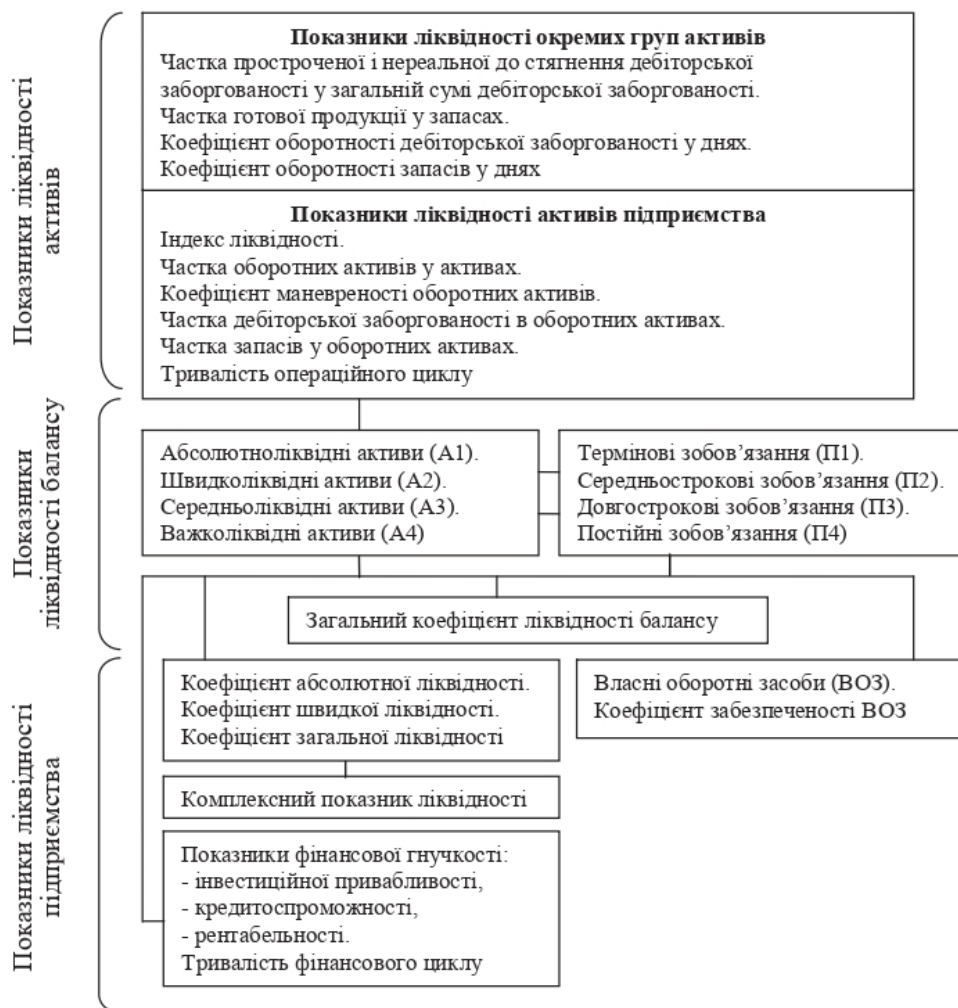 Показники ліквідності
активів
Показники ліквідності окремих груп активів
Частка простроченої і нереальної до стягнення дебіторської
заборгованості у загальній сумі дебіторської заборгованості.
Частка готової продукції у запасах.
Коефіцієнт оборотності дебіторської заборгованості у днях.
Коефіцієнт оборотності запасів у днях
Показники ліквідності активів підприємства
Індекс ліквідності.
Частка оборотних активів у активах.
Коефіцієнт маневреності оборотних активів.
Частка дебіторської заборгованості в оборотних активах.
Частка запасів у оборотних активах.
Тривалість операційного циклу
Показники
ліквідності балансу
Абсолютноліквідні активи (А1).
Швидколіквідні активи (А2).
Середньоліквідні активи (А3).
Важколіквідні активи (А4)
Термінові зобов’язання (П1).
Середньострокові зобов’язання (П2).
Довгострокові зобов’язання (П3).
Постійні зобов’язання (П4)
Загальний коефіцієнт ліквідності балансу
Показники ліквідності
підприємства
Коефіцієнт абсолютної ліквідності.
Коефіцієнт швидкої ліквідності.
Коефіцієнт загальної ліквідності
Власні оборотні засоби (ВОЗ).
Коефіцієнт забезпеченості ВОЗ
Комплексний показник ліквідності
Показники фінансової гнучкості:
- інвестиційної привабливості,
- кредитоспроможності,
- рентабельності.
Тривалість фінансового циклу